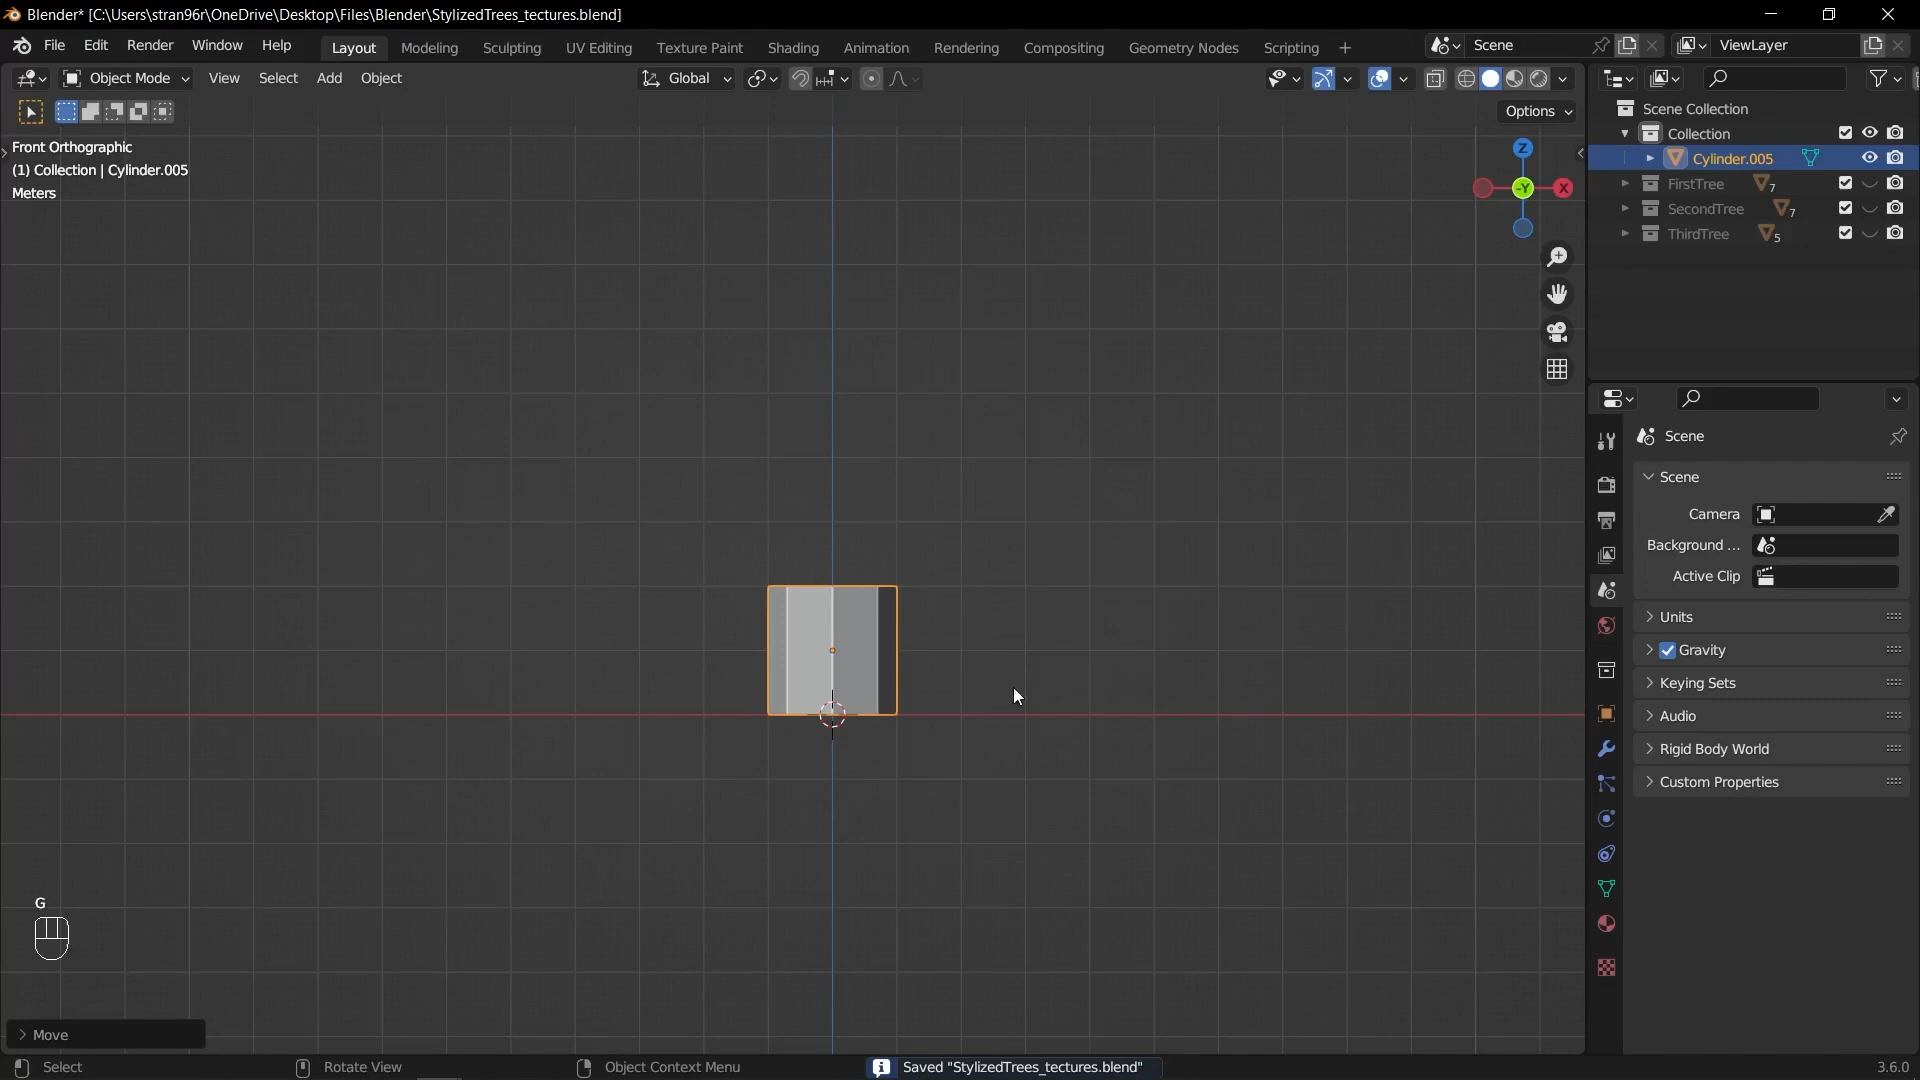 Blender* [C:\Users\stran96r\OneDrive\Desktop\Files\Blender\StylizedTrees_tectures.blend]
File Edit Render Window Help Layout Modeling Sculpting UV Editing Texture Paint Shading Animation Rendering Compositing Geometry Nodes Scripting + Scene ViewLayer
Object Mode View Select Add Object Global
Options
Front Orthographic
(1) Collection | Cylinder.005
Meters
Z
-Y
X
Scene Collection
Collection
Cylinder.005
FirstTree 7
SecondTree 7
ThirdTree 5
Scene
Scene
Camera
Background ...
Active Clip
Units
Gravity
Keying Sets
Audio
Rigid Body World
Custom Properties
G
Move
Select Rotate View Object Context Menu Saved "StylizedTrees_tectures.blend" 3.6.0